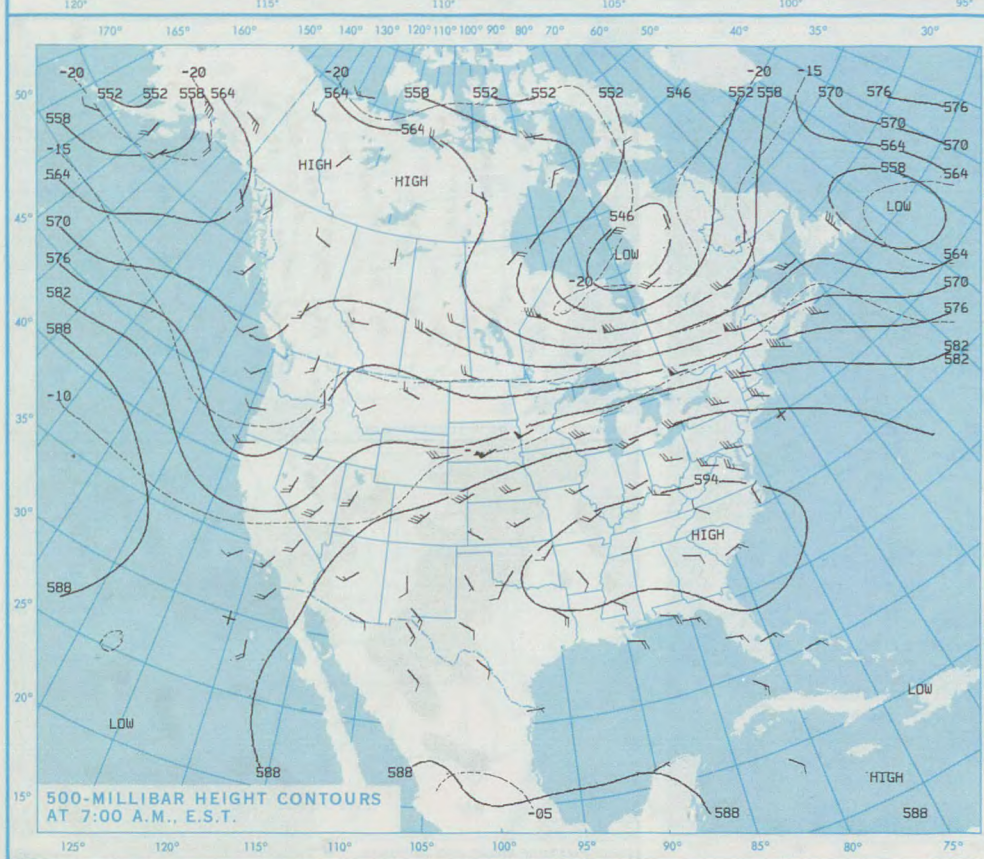 120° 115° 110° 105° 100° 95°
170° 165° 160° 150° 140° 130° 120° 110° 100° 90° 80° 70° 60° 50° 40° 35° 30°
-20 -20 -20 -20 -15
50° 552 552 558 564 564 558 552 552 552 546 552 558 570 576 576
558 564 570 570
-15 HIGH HIGH 564 558
564 564
45° LOW
570 546
576 LOW 564
582 -20 570
588 576
40° 582
582
35° -10
594
30° HIGH
588
25°
20° LOW LOW
588 588 HIGH
15° 500-MILLIBAR HEIGHT CONTOURS
AT 7:00 A.M., E.S.T. -05 588 588
125° 120° 115° 110° 105° 100° 95° 90° 85° 80° 75°